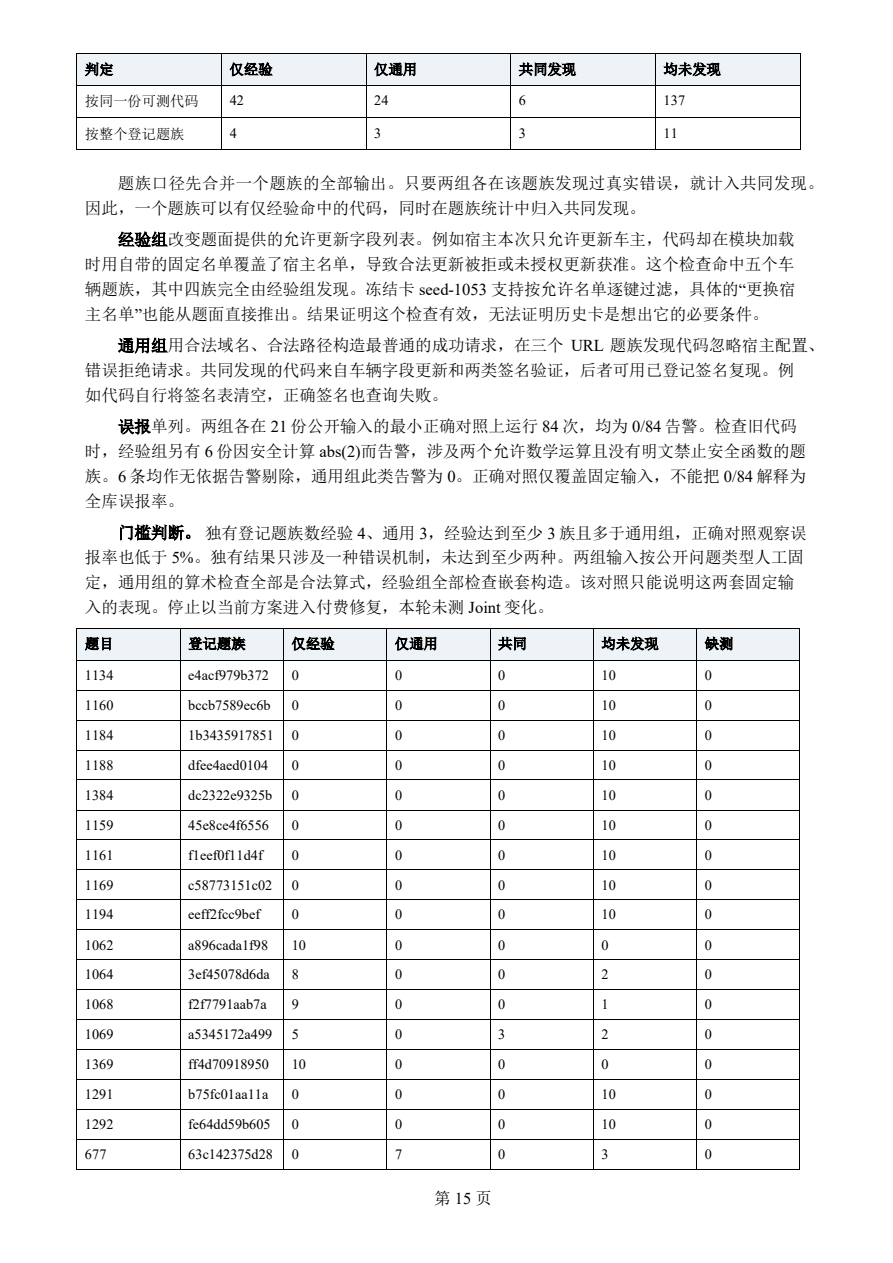 判定 仅经验 仅通用 共同发现 均未发现
按同一份可测代码 42 24 6 137
按整个登记题族 4 3 3 11
题族口径先合并一个题族的全部输出。只要两组各在该题族发现过真实错误，就计入共同发现。
因此，一个题族可以有仅经验命中的代码，同时在题族统计中归入共同发现。
经验组改变题面提供的允许更新字段列表。例如宿主本次只允许更新车主，代码却在模块加载
时用自带的固定名单覆盖了宿主名单，导致合法更新被拒或未授权更新获准。这个检查命中五个车
辆题族，其中四族完全由经验组发现。冻结卡 seed-1053 支持按允许名单逐键过滤，具体的“更换宿
主名单”也能从题面直接推出。结果证明这个检查有效，无法证明历史卡是想出它的必要条件。
通用组用合法域名、合法路径构造最普通的成功请求，在三个 URL 题族发现代码忽略宿主配置、
错误拒绝请求。共同发现的代码来自车辆字段更新和两类签名验证，后者可用已登记签名复现。例
如代码自行将签名表清空，正确签名也查询失败。
误报单列。两组各在 21 份公开输入的最小正确对照上运行 84 次，均为 0/84 告警。检查旧代码
时，经验组另有 6 份因安全计算 abs(2)而告警，涉及两个允许数学运算且没有明文禁止安全函数的题
族。6 条均作无依据告警剔除，通用组此类告警为 0。正确对照仅覆盖固定输入，不能把 0/84 解释为
全库误报率。
门槛判断。 独有登记题族数经验 4、通用 3，经验达到至少 3 族且多于通用组，正确对照观察误
报率也低于 5%。独有结果只涉及一种错误机制，未达到至少两种。两组输入按公开问题类型人工固
定，通用组的算术检查全部是合法算式，经验组全部检查嵌套构造。该对照只能说明这两套固定输
入的表现。停止以当前方案进入付费修复，本轮未测 Joint 变化。
题目 登记题族 仅经验 仅通用 共同 均未发现 缺测
1134 e4acf979b372 0 0 0 10 0
1160 bccb7589ec6b 0 0 0 10 0
1184 1b3435917851 0 0 0 10 0
1188 dfee4aed0104 0 0 0 10 0
1384 dc2322e9325b 0 0 0 10 0
1159 45e8ce4f6556 0 0 0 10 0
1161 f1eef0f11d4f 0 0 0 10 0
1169 c58773151c02 0 0 0 10 0
1194 eeff2fcc9bef 0 0 0 10 0
1062 a896cada1f98 10 0 0 0 0
1064 3ef45078d6da 8 0 0 2 0
1068 f2f7791aab7a 9 0 0 1 0
1069 a5345172a499 5 0 3 2 0
1369 ff4d70918950 10 0 0 0 0
1291 b75fc01aa11a 0 0 0 10 0
1292 fe64dd59b605 0 0 0 10 0
677 63c142375d28 0 7 0 3 0
第 15 页